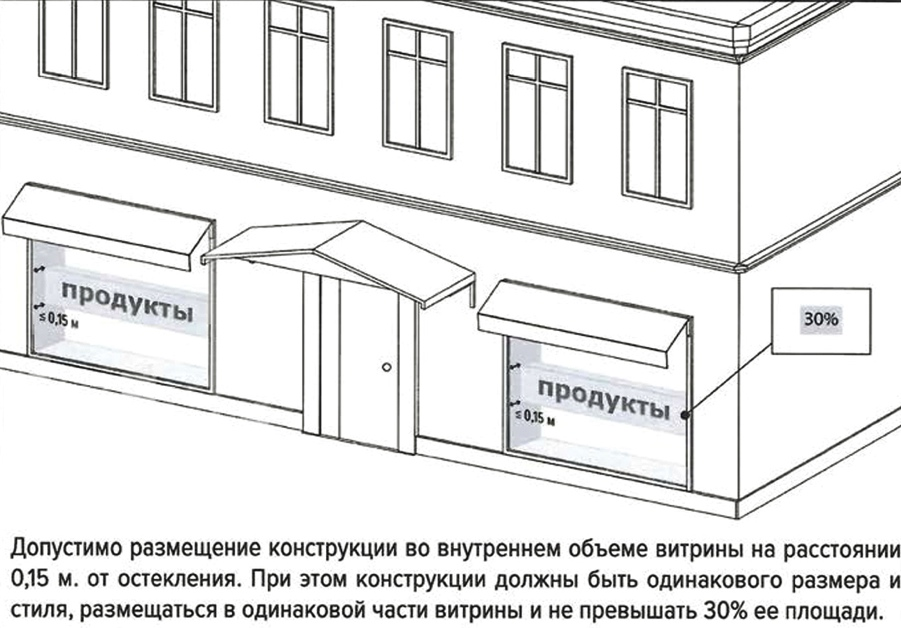 продукты
≤ 0,15 м
продукты
≤ 0,15 м
30%
Допустимо размещение конструкции во внутреннем объеме витрины на расстоянии
0,15 м. от остекления. При этом конструкции должны быть одинакового размера и
стиля, размещаться в одинаковой части витрины и не превышать 30% ее площади.